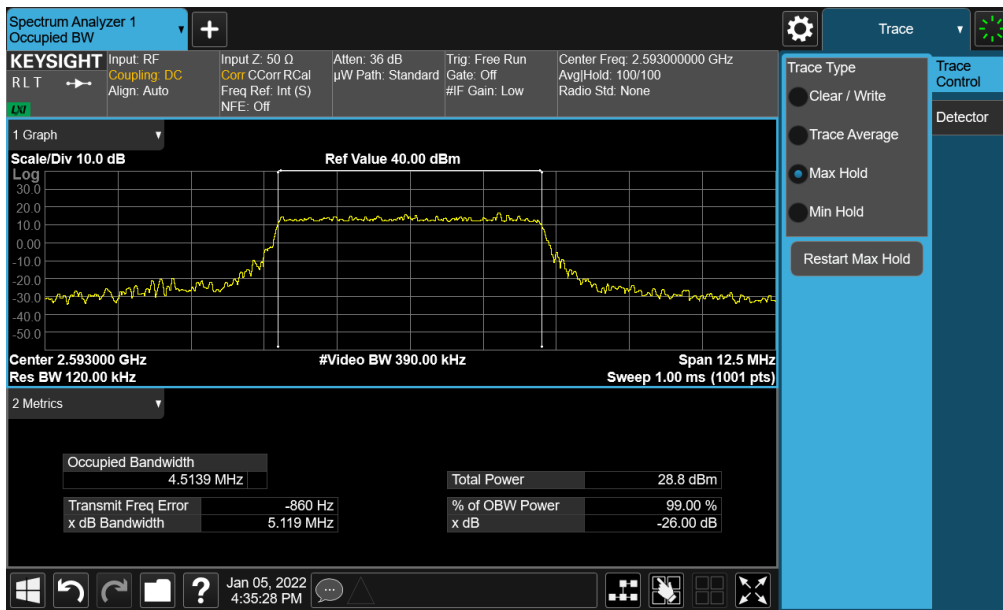 Spectrum Analyzer 1
Occupied BW
Trace
KEYSIGHT
RLT
LXI
Input: RF
Coupling: DC
Align: Auto
Input Z: 50 Ω
Corr CCorr RCal
Freq Ref: Int (S)
NFE: Off
Atten: 36 dB
µW Path: Standard
Trig: Free Run
Gate: Off
#IF Gain: Low
Center Freq: 2.593000000 GHz
Avg|Hold: 100/100
Radio Std: None
Trace Type
Clear / Write
Trace Average
Max Hold
Min Hold
Restart Max Hold
Trace
Control
Detector
1 Graph
Scale/Div 10.0 dB
Ref Value 40.00 dBm
Log
30.0
20.0
10.0
0.00
-10.0
-20.0
-30.0
-40.0
-50.0
Center 2.593000 GHz
#Video BW 390.00 kHz
Span 12.5 MHz
Res BW 120.00 kHz
Sweep 1.00 ms (1001 pts)
2 Metrics
Occupied Bandwidth
4.5139 MHz
Total Power 28.8 dBm
Transmit Freq Error -860 Hz
% of OBW Power 99.00 %
x dB Bandwidth 5.119 MHz
x dB -26.00 dB
?
Jan 05, 2022
4:35:28 PM